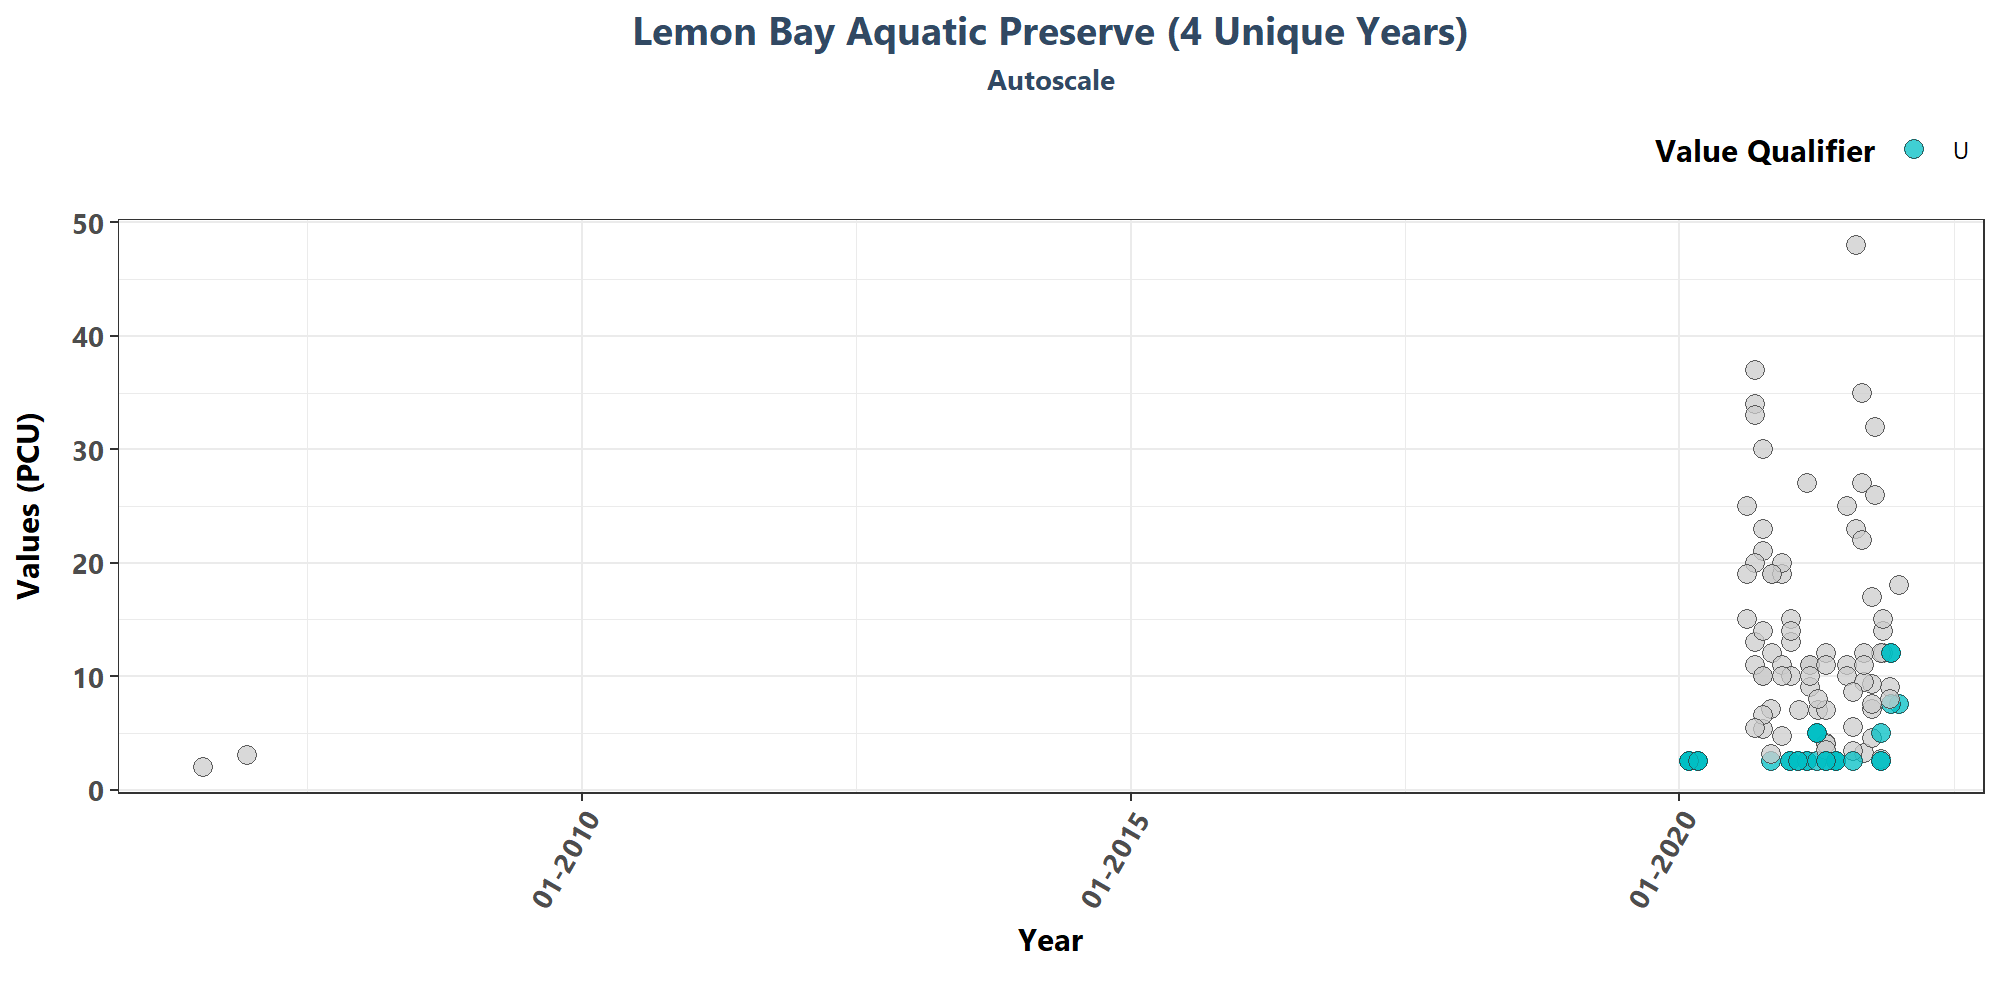 Lemon Bay Aquatic Preserve (4 Unique Years)
Autoscale
Value Qualifier U
50
40
30
20
10
0
Values (PCU)
01-2010
01-2015
01-2020
Year